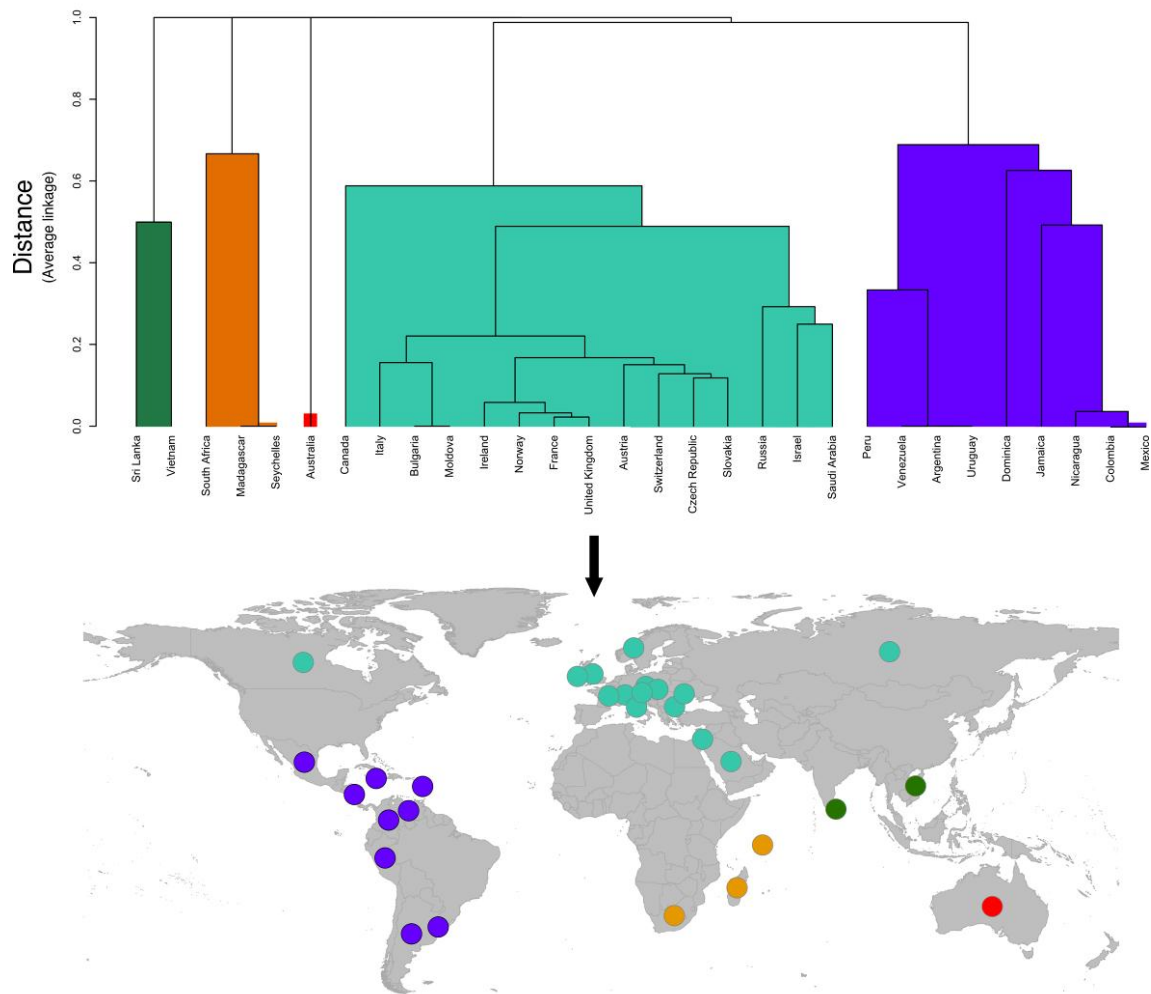 1.0
0.8
0.6
0.4
0.2
0.0
Distance
(Average linkage)
Sri Lanka
Vietnam
South Africa
Madagascar
Seychelles
Australia
Canada
Italy
Bulgaria
Moldova
Ireland
Norway
France
United Kingdom
Austria
Switzerland
Czech Republic
Slovakia
Russia
Israel
Saudi Arabia
Peru
Venezuela
Argentina
Uruguay
Dominica
Jamaica
Nicaragua
Colombia
Mexico